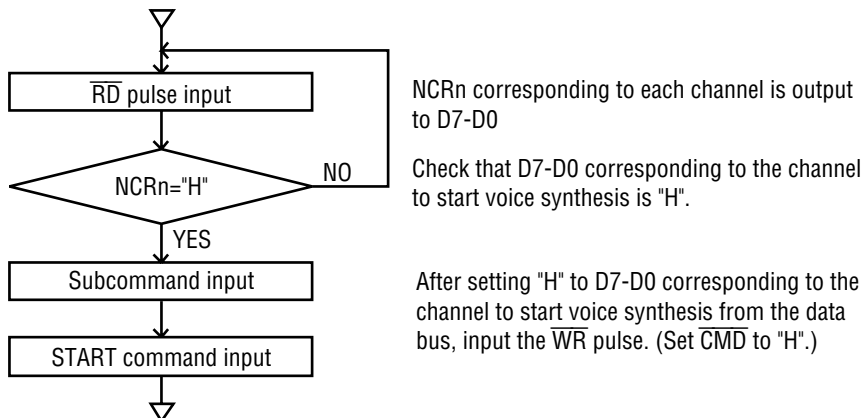 RD pulse input
NCRn corresponding to each channel is output
to D7-D0
NCRn="H"
NO
Check that D7-D0 corresponding to the channel
to start voice synthesis is "H".
YES
Subcommand input
After setting "H" to D7-D0 corresponding to the
channel to start voice synthesis from the data
bus, input the WR pulse. (Set CMD to "H".)
START command input